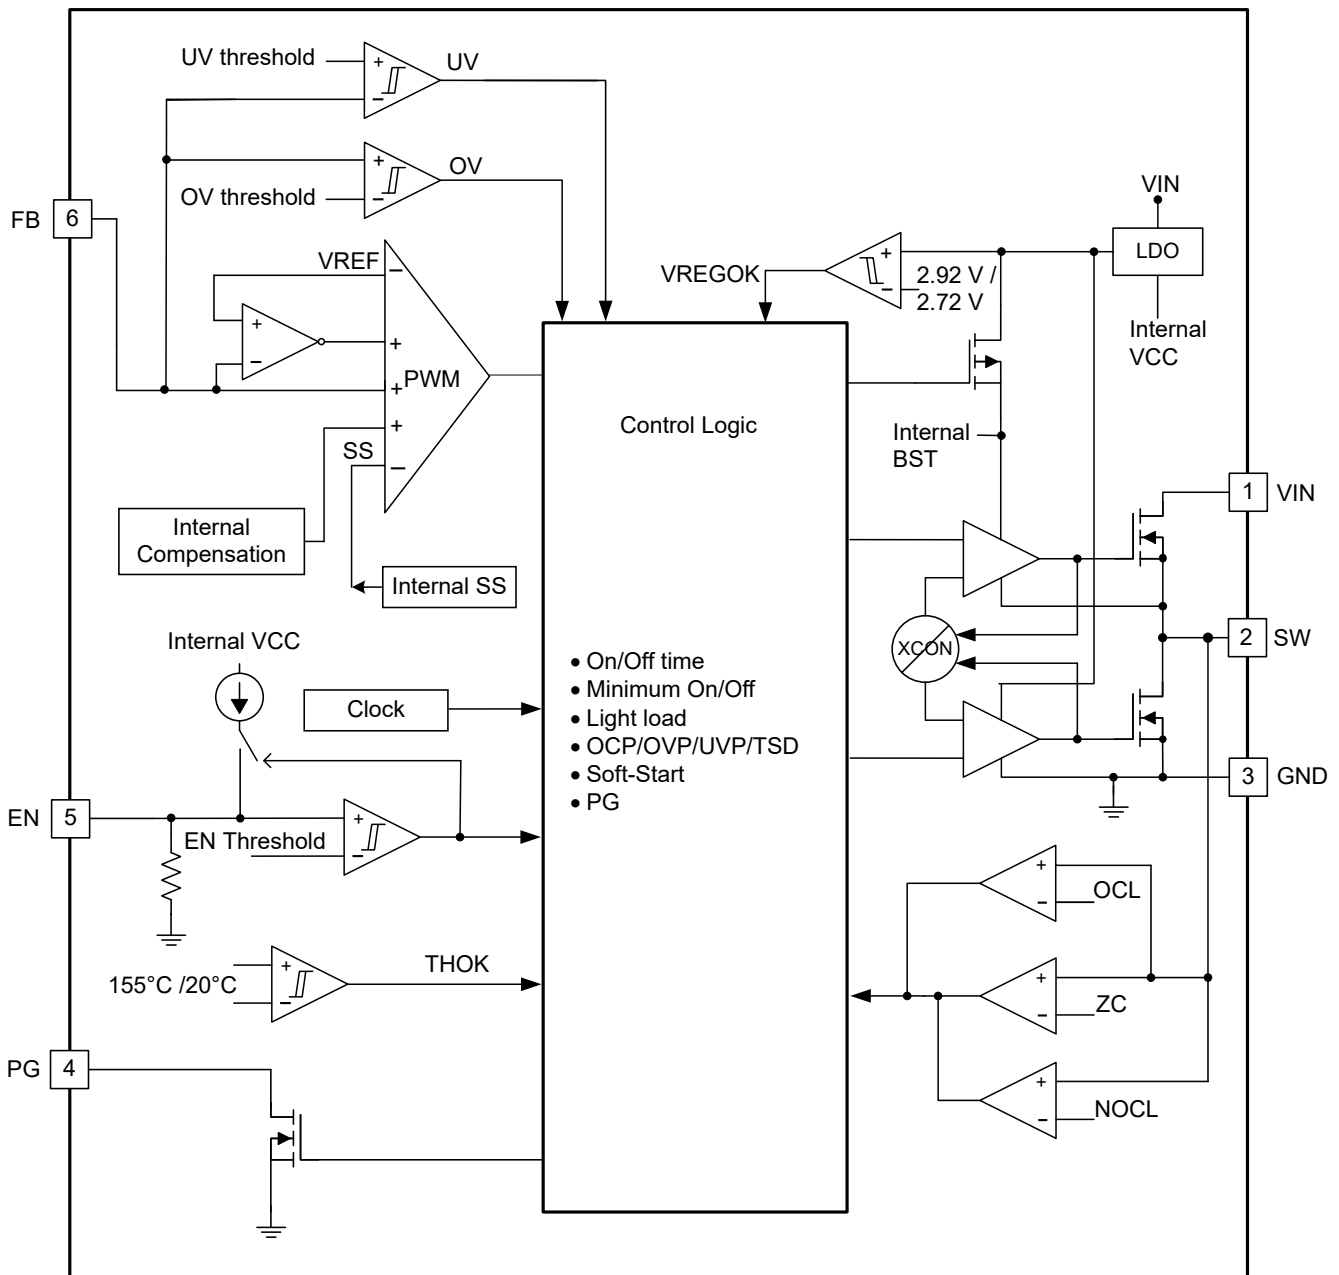 UV threshold
+
−
UV
+
−
OV
OV threshold
FB
6
VREF
−
+
−
+
+
PWM
+
SS
−
Internal
Compensation
Internal SS
VIN
LDO
VREGOK
+
−
2.92 V /
2.72 V
Internal
VCC
Control Logic
Internal
BST
1
VIN
Internal VCC
XCON
2
SW
• On/Off time
• Minimum On/Off
• Light load
• OCP/OVP/UVP/TSD
• Soft-Start
• PG
Clock
3
GND
EN
5
+
−
EN Threshold
+
−
OCL
155°C /20°C
+
−
THOK
+
−
ZC
PG
4
+
−
NOCL